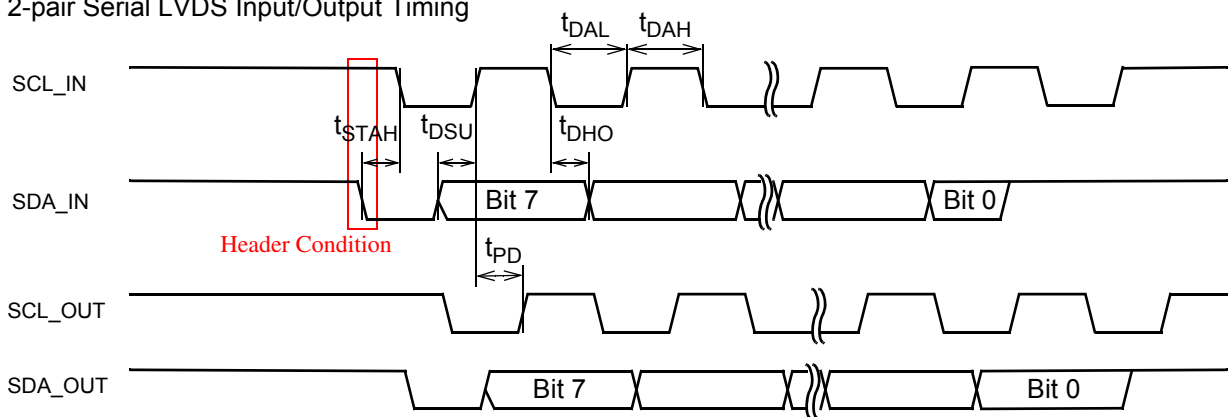 2-pair Serial LVDS Input/Output Timing
tDAL tDAH
SCL_IN
tSTAH tDSU tDHO
SDA_IN Bit 7 Bit 0
Header Condition
tPD
SCL_OUT
SDA_OUT Bit 7 Bit 0